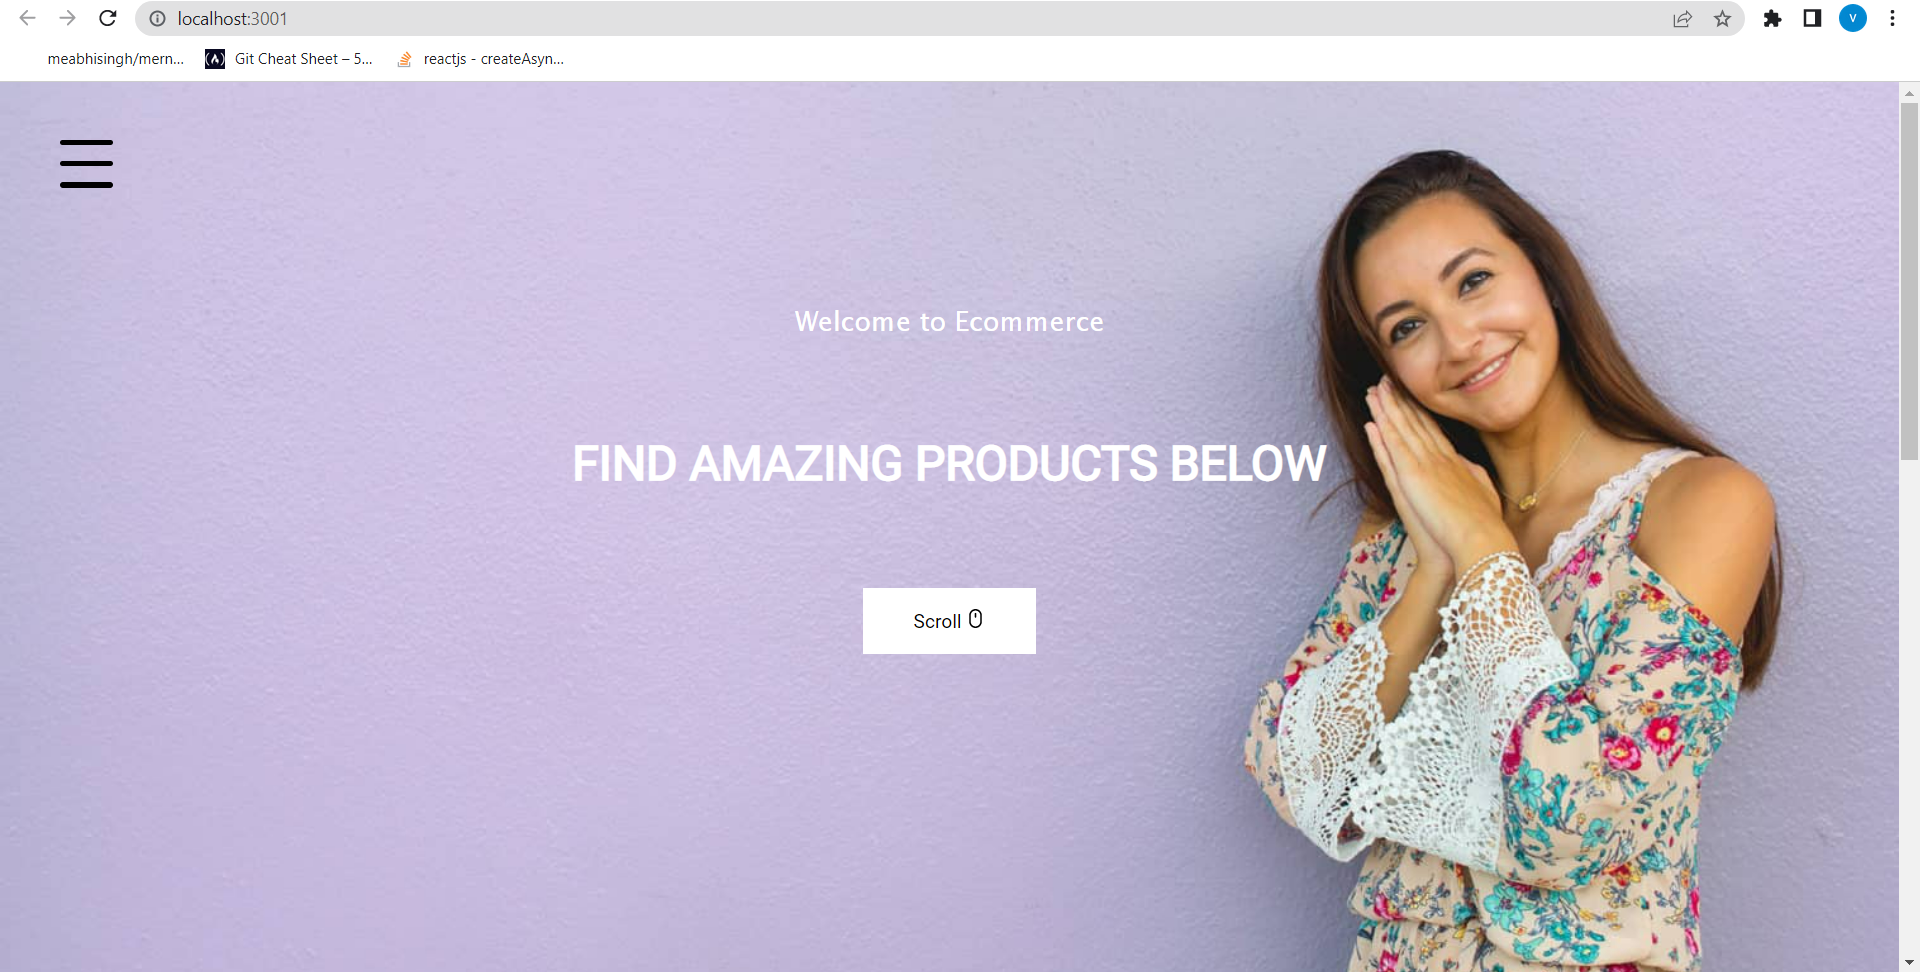 localhost:3001
V
meabhisingh/mern...
(A) Git Cheat Sheet – 5...
reactjs - createAsyn...
Welcome to Ecommerce
FIND AMAZING PRODUCTS BELOW
Scroll